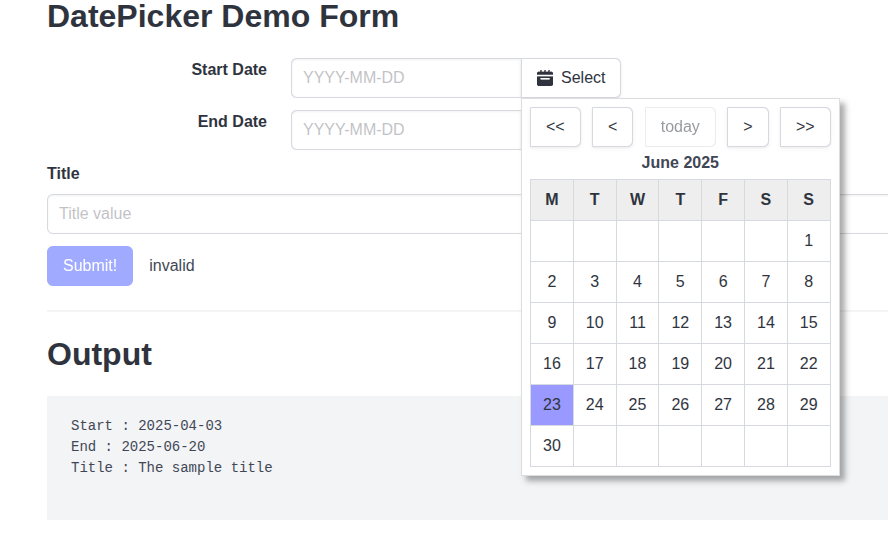 DatePicker Demo Form
Start Date YYYY-MM-DD Select
End Date YYYY-MM-DD
<< < today > >>
June 2025
M T W T F S S
1
2 3 4 5 6 7 8
9 10 11 12 13 14 15
16 17 18 19 20 21 22
23 24 25 26 27 28 29
30
Title
Title value
Submit! invalid
Output
Start : 2025-04-03
End : 2025-06-20
Title : The sample title